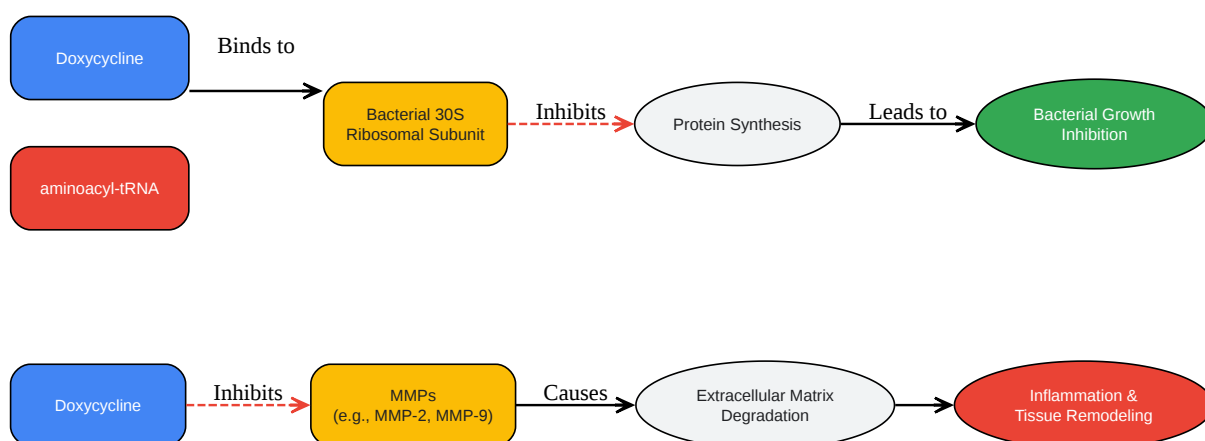 Doxycycline
Binds to
Bacterial 30S
Ribosomal Subunit
Inhibits
Protein Synthesis
Leads to
Bacterial Growth
Inhibition
aminoacyl-tRNA
Doxycycline
Inhibits
MMPs
(e.g., MMP-2, MMP-9)
Causes
Extracellular Matrix
Degradation
Inflammation &
Tissue Remodeling